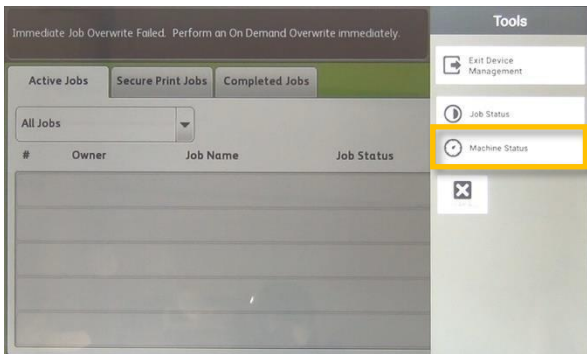 Immediate Job Overwrite Failed. Perform an On Demand Overwrite immediately.
Active Jobs
Secure Print Jobs
Completed Jobs
All Jobs
# Owner Job Name Job Status
Tools
Exit Device
Management
Job Status
Machine Status